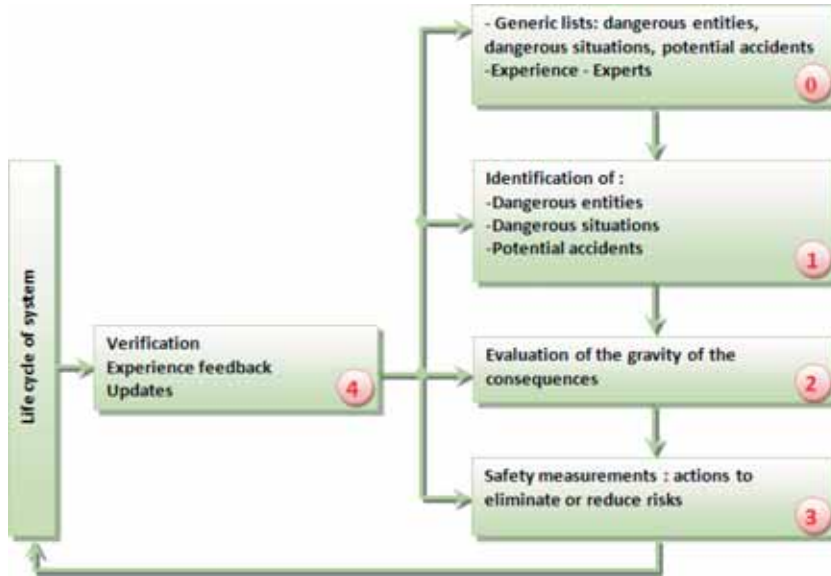 - Generic lists: dangerous entities,
dangerous situations, potential accidents
-Experience - Experts
0
Identification of :
-Dangerous entities
-Dangerous situations
-Potential accidents
1
Life cycle of system
Verification
Experience feedback
Updates
4
Evaluation of the gravity of the
consequences
2
Safety measurements : actions to
eliminate or reduce risks
3